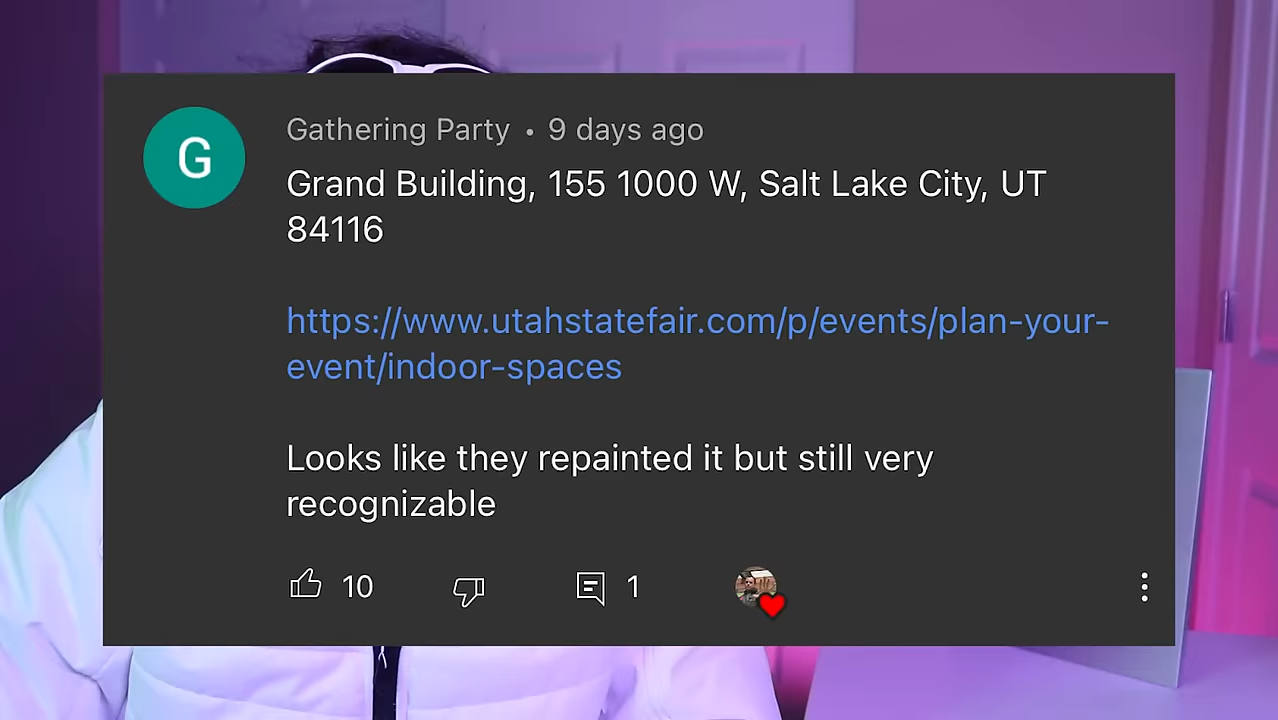 G
Gathering Party • 9 days ago
Grand Building, 155 1000 W, Salt Lake City, UT
84116
https://www.utahstatefair.com/p/events/plan-your-
event/indoor-spaces
Looks like they repainted it but still very
recognizable
10 1